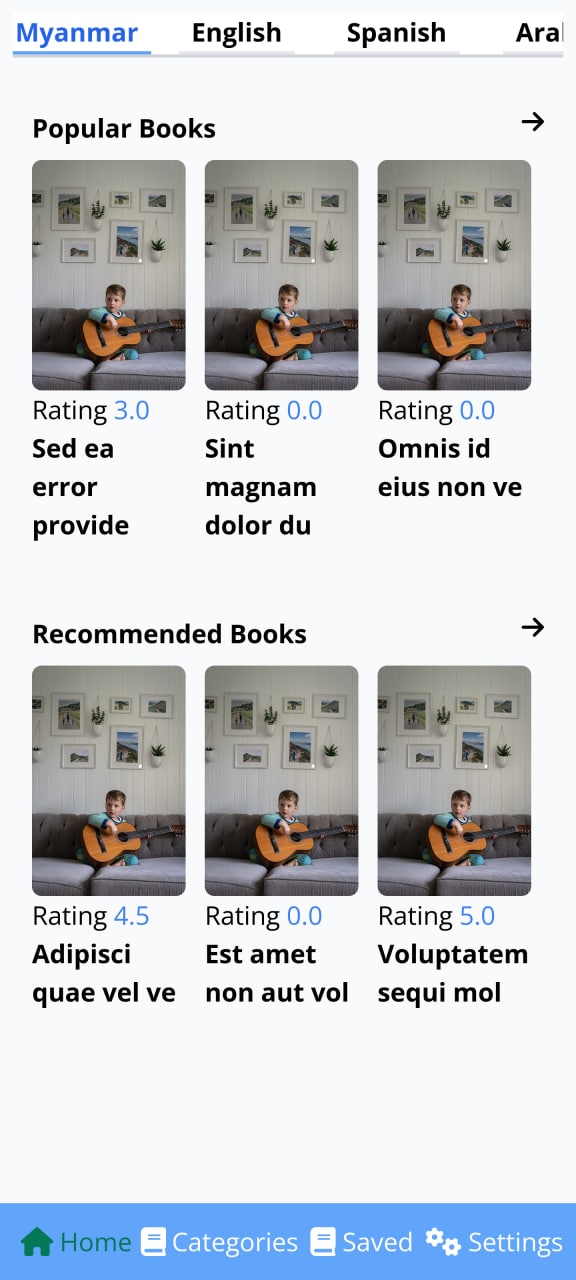 Myanmar English Spanish Ara
Popular Books
Rating 3.0 Rating 0.0 Rating 0.0
Sed ea Sint Omnis id
error magnam eius non ve
provide dolor du
Recommended Books
Rating 4.5 Rating 0.0 Rating 5.0
Adipisci Est amet Voluptatem
quae vel ve non aut vol sequi mol
Home Categories Saved Settings